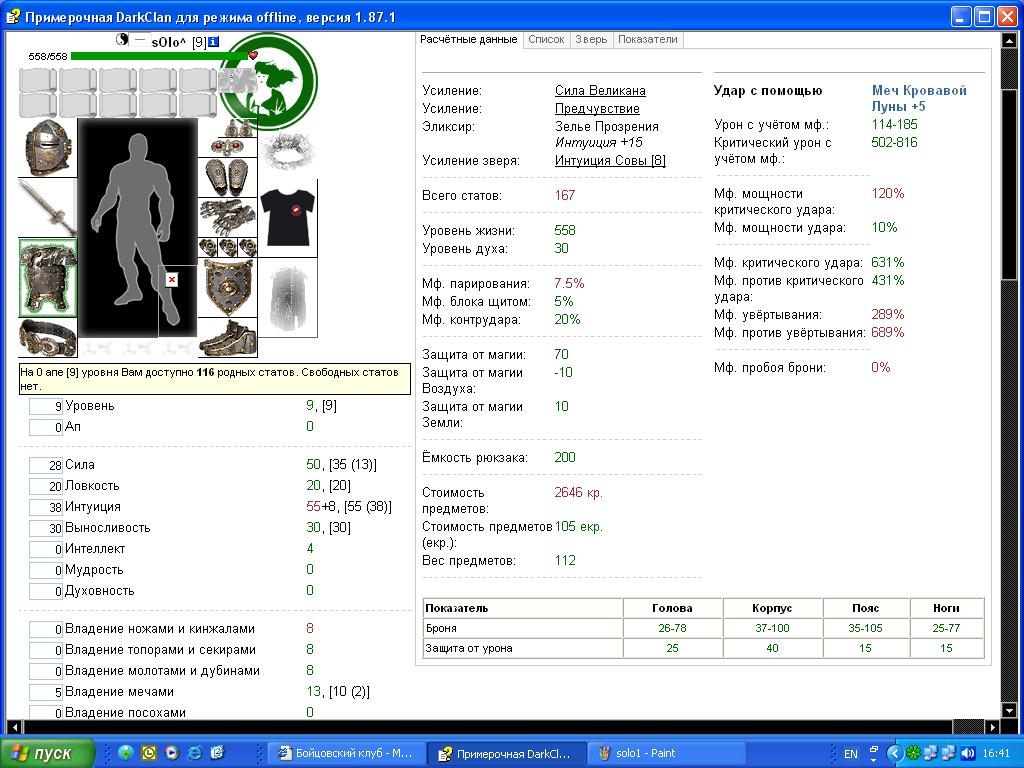 Примерочная DarkClan для режима offline, версия 1.87.1
sOlo^ [9]
558/558
На 0 апе [9] уровня Вам доступно 116 родных статов. Свободных статов
нет.
9 Уровень 9, [9]
0 Ап 0
28 Сила 50, [35 (13)]
20 Ловкость 20, [20]
38 Интуиция 55+8, [55 (38)]
30 Выносливость 30, [30]
0 Интеллект 4
0 Мудрость 0
0 Духовность 0
0 Владение ножами и кинжалами 8
0 Владение топорами и секирами 8
0 Владение молотами и дубинами 8
5 Владение мечами 13, [10 (2)]
0 Владение посохами 0
Расчётные данные Список Зверь Показатели
Усиление: Сила Великана
Усиление: Предчувствие
Эликсир: Зелье Прозрения
Интуиция +15
Усиление зверя: Интуиция Совы [8]
Всего статов: 167
Уровень жизни: 558
Уровень духа: 30
Мф. парирования: 7.5%
Мф. блока щитом: 5%
Мф. контрудара: 20%
Защита от магии: 70
Защита от магии -10
Воздуха:
Защита от магии 10
Земли:
Ёмкость рюкзака: 200
Стоимость 2646 кр.
предметов:
Стоимость предметов 105 екр.
(екр.):
Вес предметов: 112
Удар с помощью Меч Кровавой
Луны +5
Урон с учётом мф.: 114-185
Критический урон с 502-816
учётом мф.:
Мф. мощности 120%
критического удара:
Мф. мощности удара: 10%
Мф. критического удара: 631%
Мф. против критического 431%
удара:
Мф. увёртывания: 289%
Мф. против увёртывания: 689%
Мф. пробоя брони: 0%
Показатель Голова Корпус Пояс Ноги
Броня 26-78 37-100 35-105 25-77
Защита от урона 25 40 15 15
пуск
Бойцовский клуб - M...
Примерочная DarkCl...
solo1 - Paint
EN
16:41